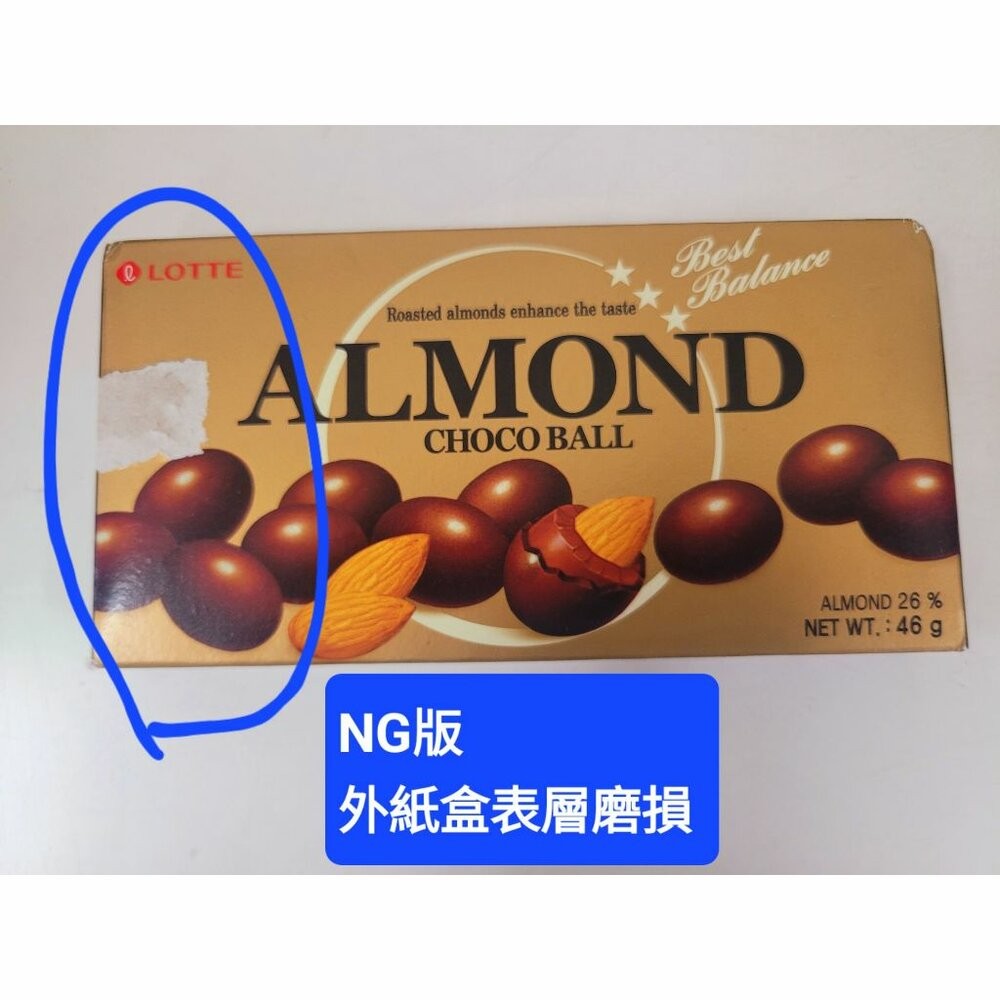 LOTTE
Best
Balance
Roasted almonds enhance the taste
ALMOND
CHOCO BALL
ALMOND 26 %
NET WT. : 46 g
NG版
外紙盒表層磨損